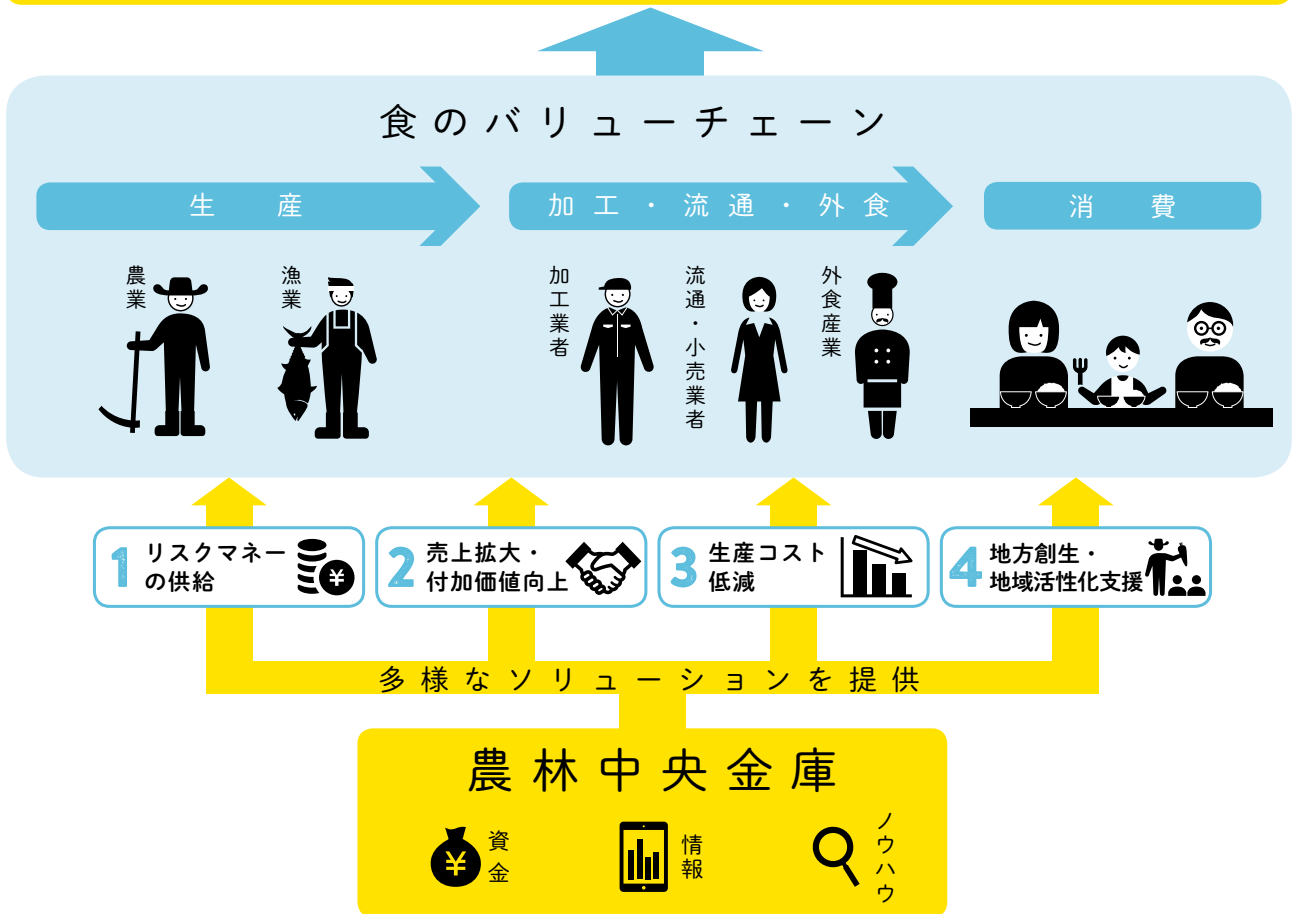 食のバリューチェーン
生産
加工・流通・外食
消費
農業
漁業
加工業者
流通・小売業者
外食産業
1 リスクマネー
の供給
¥
2 売上拡大・
付加価値向上
3 生産コスト
低減
4 地方創生・
地域活性化支援
多様なソリューションを提供
農林中央金庫
¥
資金
情報
ノウハウ